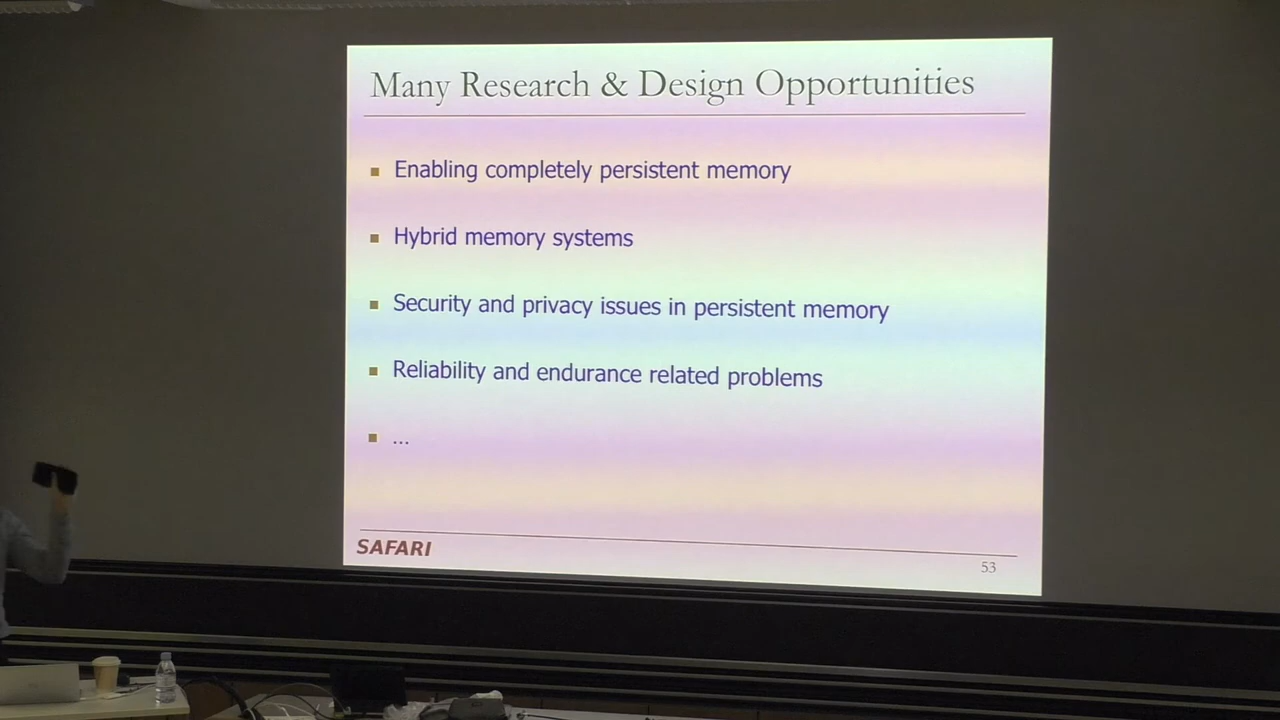 Many Research & Design Opportunities
Enabling completely persistent memory
Hybrid memory systems
Security and privacy issues in persistent memory
Reliability and endurance related problems
...
SAFARI
53